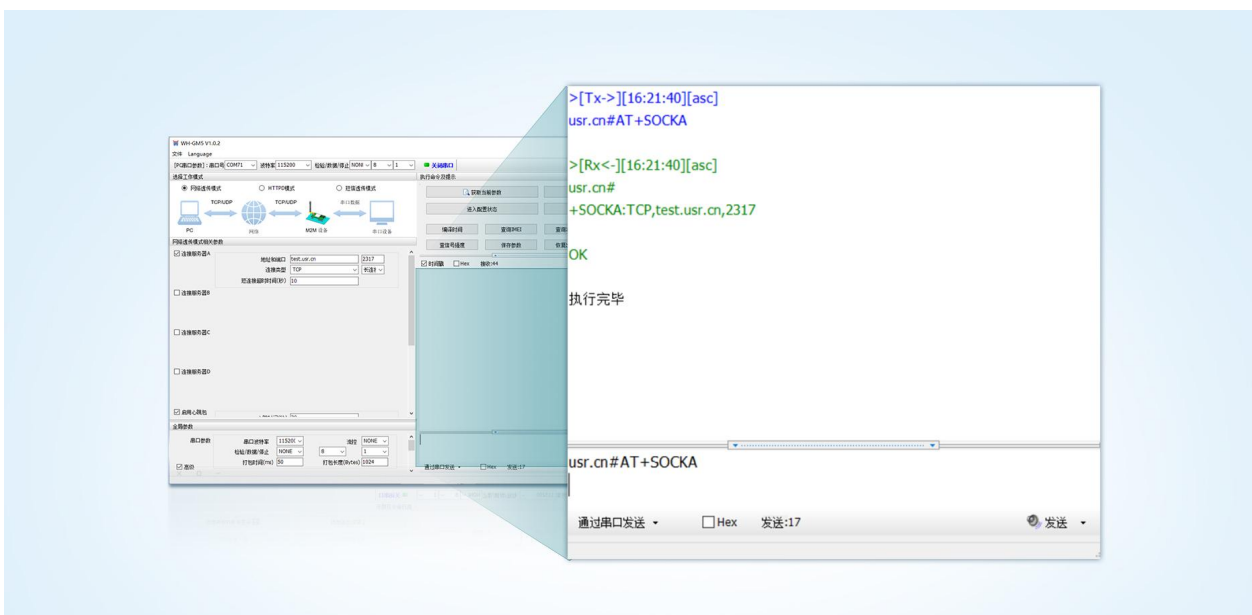 WH-GM5 V1.0.2
文件 Language
[PC串口参数]:串口号 COM71 波特率 115200 检验/数据/停止 NONI 8 1 关闭串口
选择工作模式
网络透传模式 HTTPD模式 短信透传模式
TCP/UDP TCP/UDP 串口数据
PC 网络 M2M 设备 串口设备
网络透传模式相关参数
连接服务器A
地址和端口 test.usr.cn 2317
连接类型 TCP 长连接
短连接超时时间(秒) 10
连接服务器B
连接服务器C
连接服务器D
启用心跳包
全局参数
串口参数 串口波特率 115200 流控 NONE
检验/数据/停止 NONE 8 1
打包时间(ms) 50 打包长度(Bytes) 1024
高级
执行命令及提示
获取当前参数
进入配置状态
编译时间 查询IMEI
查信号强度 保存参数
时间戳 Hex 接收:44
通过串口发送 Hex 发送:17
>[Tx->][16:21:40][asc]
usr.cn#AT+SOCKA
>[Rx<-][16:21:40][asc]
usr.cn#
+SOCKA:TCP,test.usr.cn,2317
OK
执行完毕
usr.cn#AT+SOCKA
通过串口发送 Hex 发送:17 发送